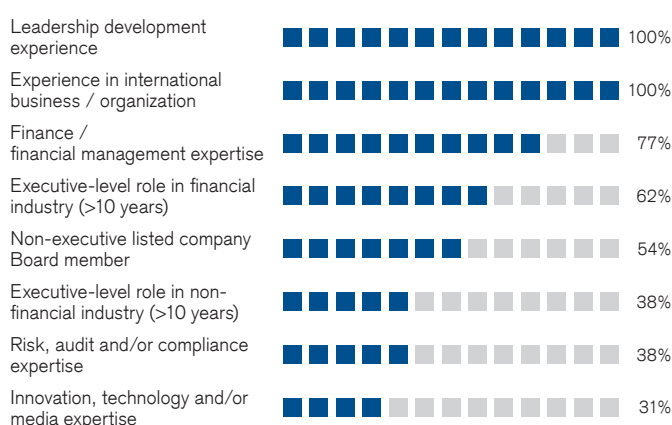 Leadership development
experience
100%
Experience in international
business / organization
100%
Finance /
financial management expertise
77%
Executive-level role in financial
industry (>10 years)
62%
Non-executive listed company
Board member
54%
Executive-level role in non-
financial industry (>10 years)
38%
Risk, audit and/or compliance
expertise
38%
Innovation, technology and/or
media expertise
31%